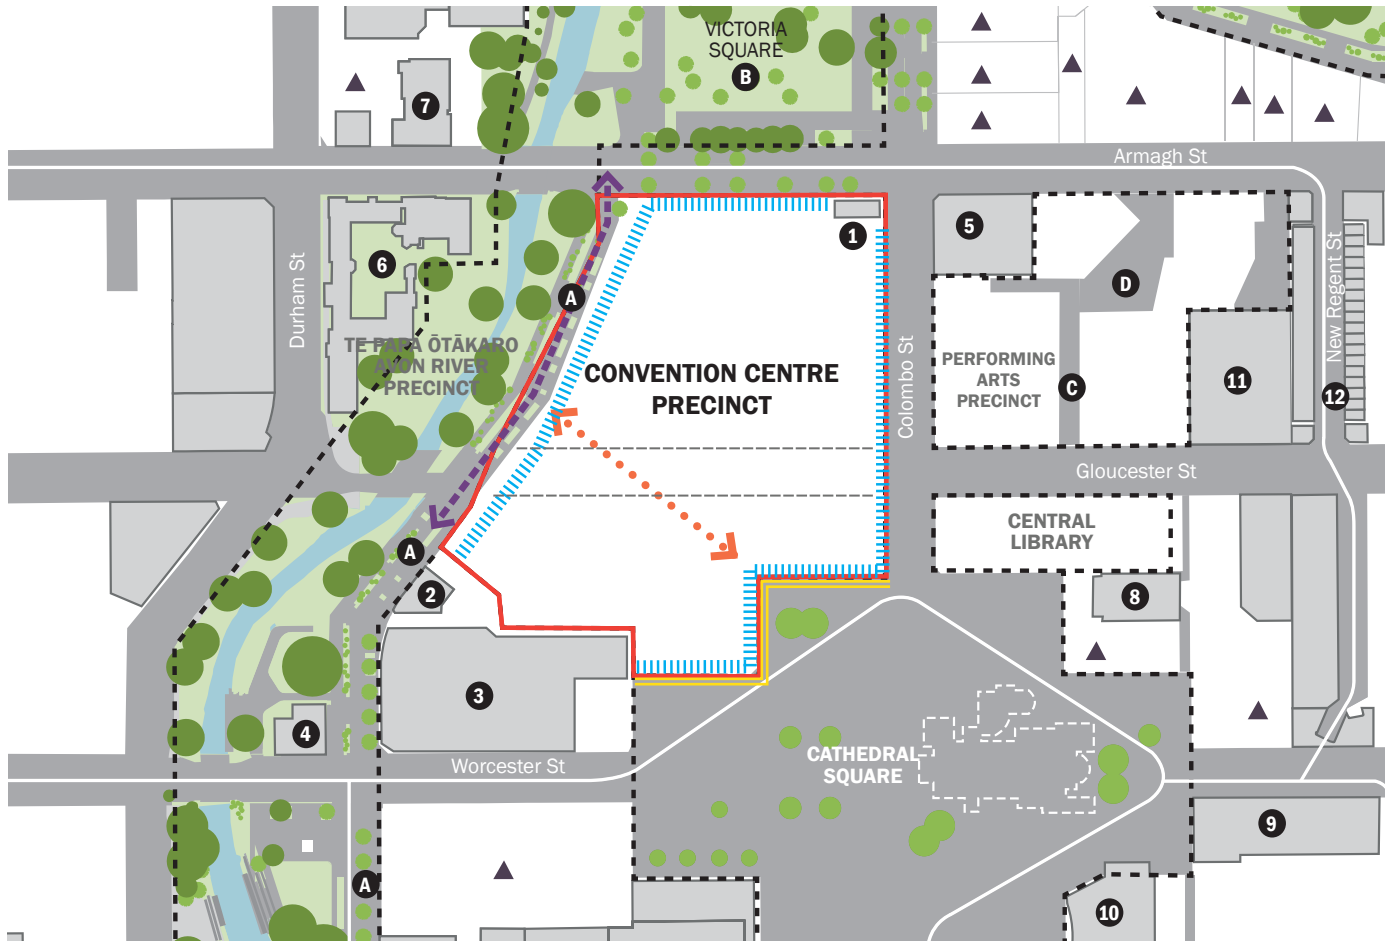 VICTORIA
SQUARE
B
7
Armagh St
1
5
6
Durham St
A
D
New Regent St
TE PAPA ŌTĀKARO
AVON RIVER
PRECINCT
CONVENTION CENTRE
PRECINCT
Colombo St
PERFORMING
ARTS
PRECINCT
C
11
12
Gloucester St
A
2
CENTRAL
LIBRARY
8
3
4
Worcester St
CATHEDRAL
SQUARE
9
A
10